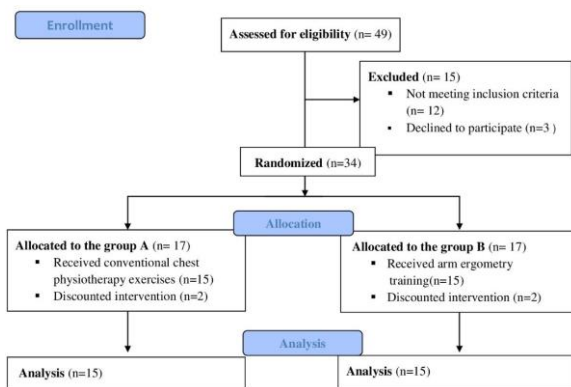 Enrollment
Assessed for eligibility (n= 49)
Excluded (n= 15)
▪ Not meeting inclusion criteria
(n= 12)
▪ Declined to participate (n=3 )
Randomized (n=34)
Allocation
Allocated to the group A (n= 17)
▪ Received conventional chest
physiotherapy exercises (n=15)
▪ Discounted intervention (n=2)
Allocated to the group B (n= 17)
▪ Received arm ergometry
training(n=15)
▪ Discounted intervention (n=2)
Analysis
Analysis (n=15)
Analysis (n=15)